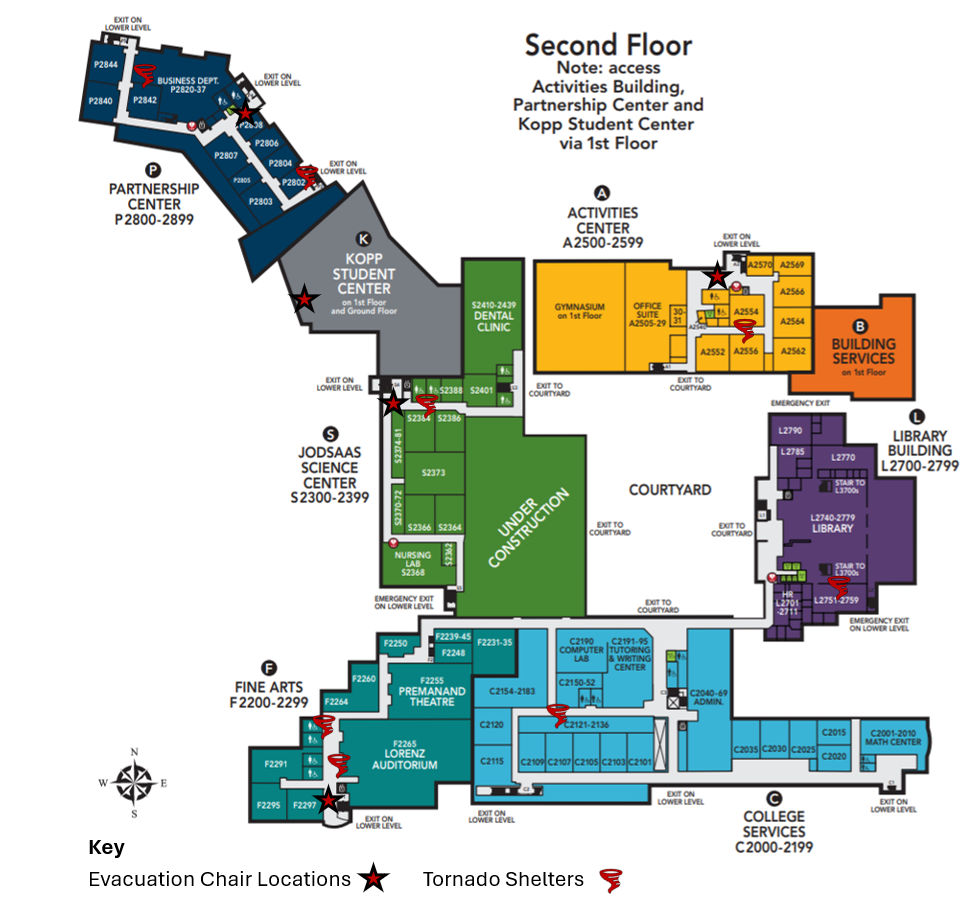 Second Floor
Note: access
Activities Building,
Partnership Center and
Kopp Student Center
via 1st Floor
EXIT ON
LOWER LEVEL
P2844
BUSINESS DEPT.
P2820-37
P2840
P2842
EXIT ON
LOWER LEVEL
P2808
P2806
P2807
P2804
P2805
P2802
P2803
EXIT ON
LOWER LEVEL
P
PARTNERSHIP
CENTER
P2800-2899
K
KOPP
STUDENT
CENTER
on 1st Floor
and Ground Floor
A
ACTIVITIES
CENTER
A2500-2599
EXIT ON
LOWER LEVEL
A2570
A2569
A2566
A2564
A2562
A2554
A2556
A2552
A2540
GYMNASIUM
on 1st Floor
OFFICE
SUITE
A2505-29
30-
31
B
BUILDING
SERVICES
on 1st Floor
S2410-2439
DENTAL
CLINIC
S2401
S2388
EXIT ON
LOWER LEVEL
EXIT TO
COURTYARD
EXIT TO
COURTYARD
EMERGENCY EXIT
S
JODSAAS
SCIENCE
CENTER
S2300-2399
S2384
S2386
S2374-81
S2373
S2370-72
S2366
S2364
S2362
NURSING
LAB
S2368
UNDER
CONSTRUCTION
COURTYARD
EXIT TO
COURTYARD
EXIT TO
COURTYARD
EMERGENCY EXIT
ON LOWER LEVEL
EXIT TO
COURTYARD
L
LIBRARY
BUILDING
L2700-2799
L2790
L2785
L2770
STAIR TO
L3700s
L2740-2779
LIBRARY
STAIR TO
L3700s
HR
L2701
-2711
L2751-2759
EMERGENCY EXIT
ON LOWER LEVEL
F
FINE ARTS
F2200-2299
F2250
F2239-45
F2248
F2231-35
F2260
F2264
F2255
PREMANAND
THEATRE
F2265
LORENZ
AUDITORIUM
F2291
F2295
F2297
EXIT ON
LOWER LEVEL
C2190
COMPUTER
LAB
C2191-95
TUTORING
& WRITING
CENTER
C2150-52
C2154-2183
C2040-69
ADMIN.
C2120
C2121-2136
C2115
C2109
C2107
C2105
C2103
C2101
C2035
C2030
C2025
C2015
C2020
C2001-2010
MATH CENTER
EXIT ON
LOWER LEVEL
EXIT ON
LOWER LEVEL
EXIT ON
LOWER LEVEL
C
COLLEGE
SERVICES
C2000-2199
N
W
E
S
Key
Evacuation Chair Locations
Tornado Shelters